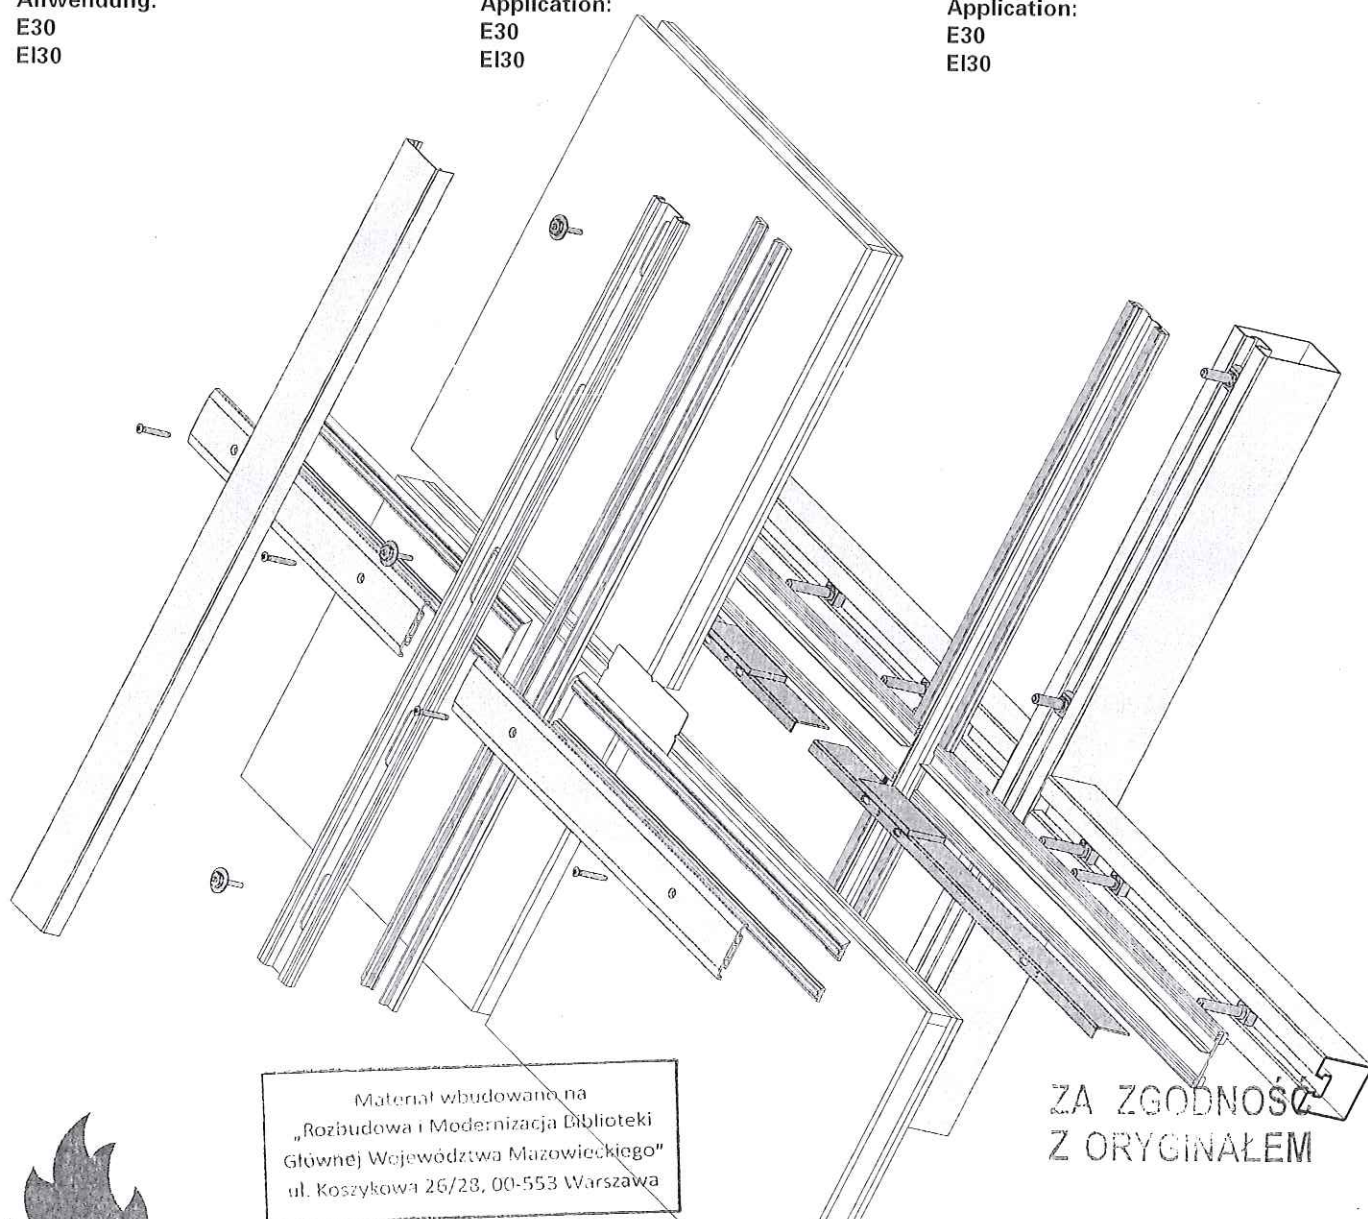 Anwendung:
E30
EI30
Application:
E30
EI30
Application:
E30
EI30
Materiał wbudowano na
„Rozbudowa i Modernizacja Biblioteki
Głównej Województwa Mazowieckiego"
ul. Koszykowa 26/28, 00-553 Warszawa
ZA ZGODNOŚĆ
Z ORYGINAŁEM